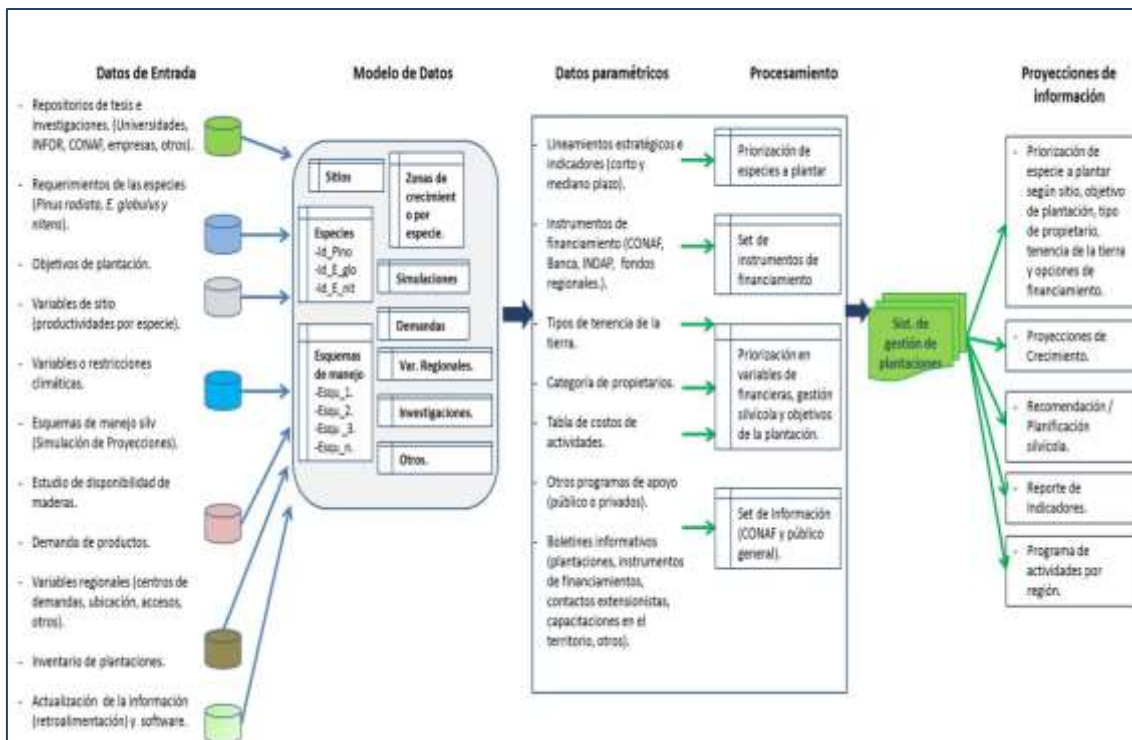 Datos de Entrada
- Repositorios de tesis e
investigaciones. (Universidades,
INFOR, CONAF, empresas, otros).
- Requerimientos de las especies
(Pinus radiata, E. globulus y
nitens).
- Objetivos de plantación.
- Variables de sitio
(productividades por especie).
- Variables o restricciones
climáticas.
- Esquemas de manejo silv
(Simulación de Proyecciones).
- Estudio de disponibilidad de
maderas.
- Demanda de productos.
- Variables regionales (centros de
demandas, ubicación, accesos,
otros).
- Inventario de plantaciones.
- Actualización de la información
(retroalimentación) y software.
Modelo de Datos
Sitios
Zonas de
crecimient
o por
especie.
Especies
-Id_Pino
-Id_E_glo
-Id_E_nit
Simulaciones
Demandas
Esquemas
de manejo
-Esqu_1.
-Esqu_2.
-Esqu_3.
-Esqu_n.
Var. Regionales.
Investigaciones.
Otros.
Datos paramétricos
- Lineamientos estratégicos e
indicadores (corto y
mediano plazo).
- Instrumentos de
financiamiento (CONAF,
Banca, INDAP, fondos
regionales.).
- Tipos de tenencia de la
tierra.
- Categoría de propietarios.
- Tabla de costos de
actividades.
- Otros programas de apoyo
(público o privados).
- Boletines informativos
(plantaciones, instrumentos
de financiamientos,
contactos extensionistas,
capacitaciones en el
territorio, otros).
Procesamiento
Priorización de
especies a plantar
Set de
instrumentos de
financiamiento
Priorización en
variables de
financieras, gestión
silvícola y objetivos
de la plantación.
Set de Información
(CONAF y público
general).
Sist. de
gestión de
plantaciones
Proyecciones de
información
- Priorización de
especie a plantar
según sitio, objetivo
de plantación, tipo
de propietario,
tenencia de la tierra
y opciones de
financiamiento.
- Proyecciones de
Crecimiento.
- Recomendación /
Planificación
silvícola.
- Reporte de
Indicadores.
- Programa de
actividades por
región.